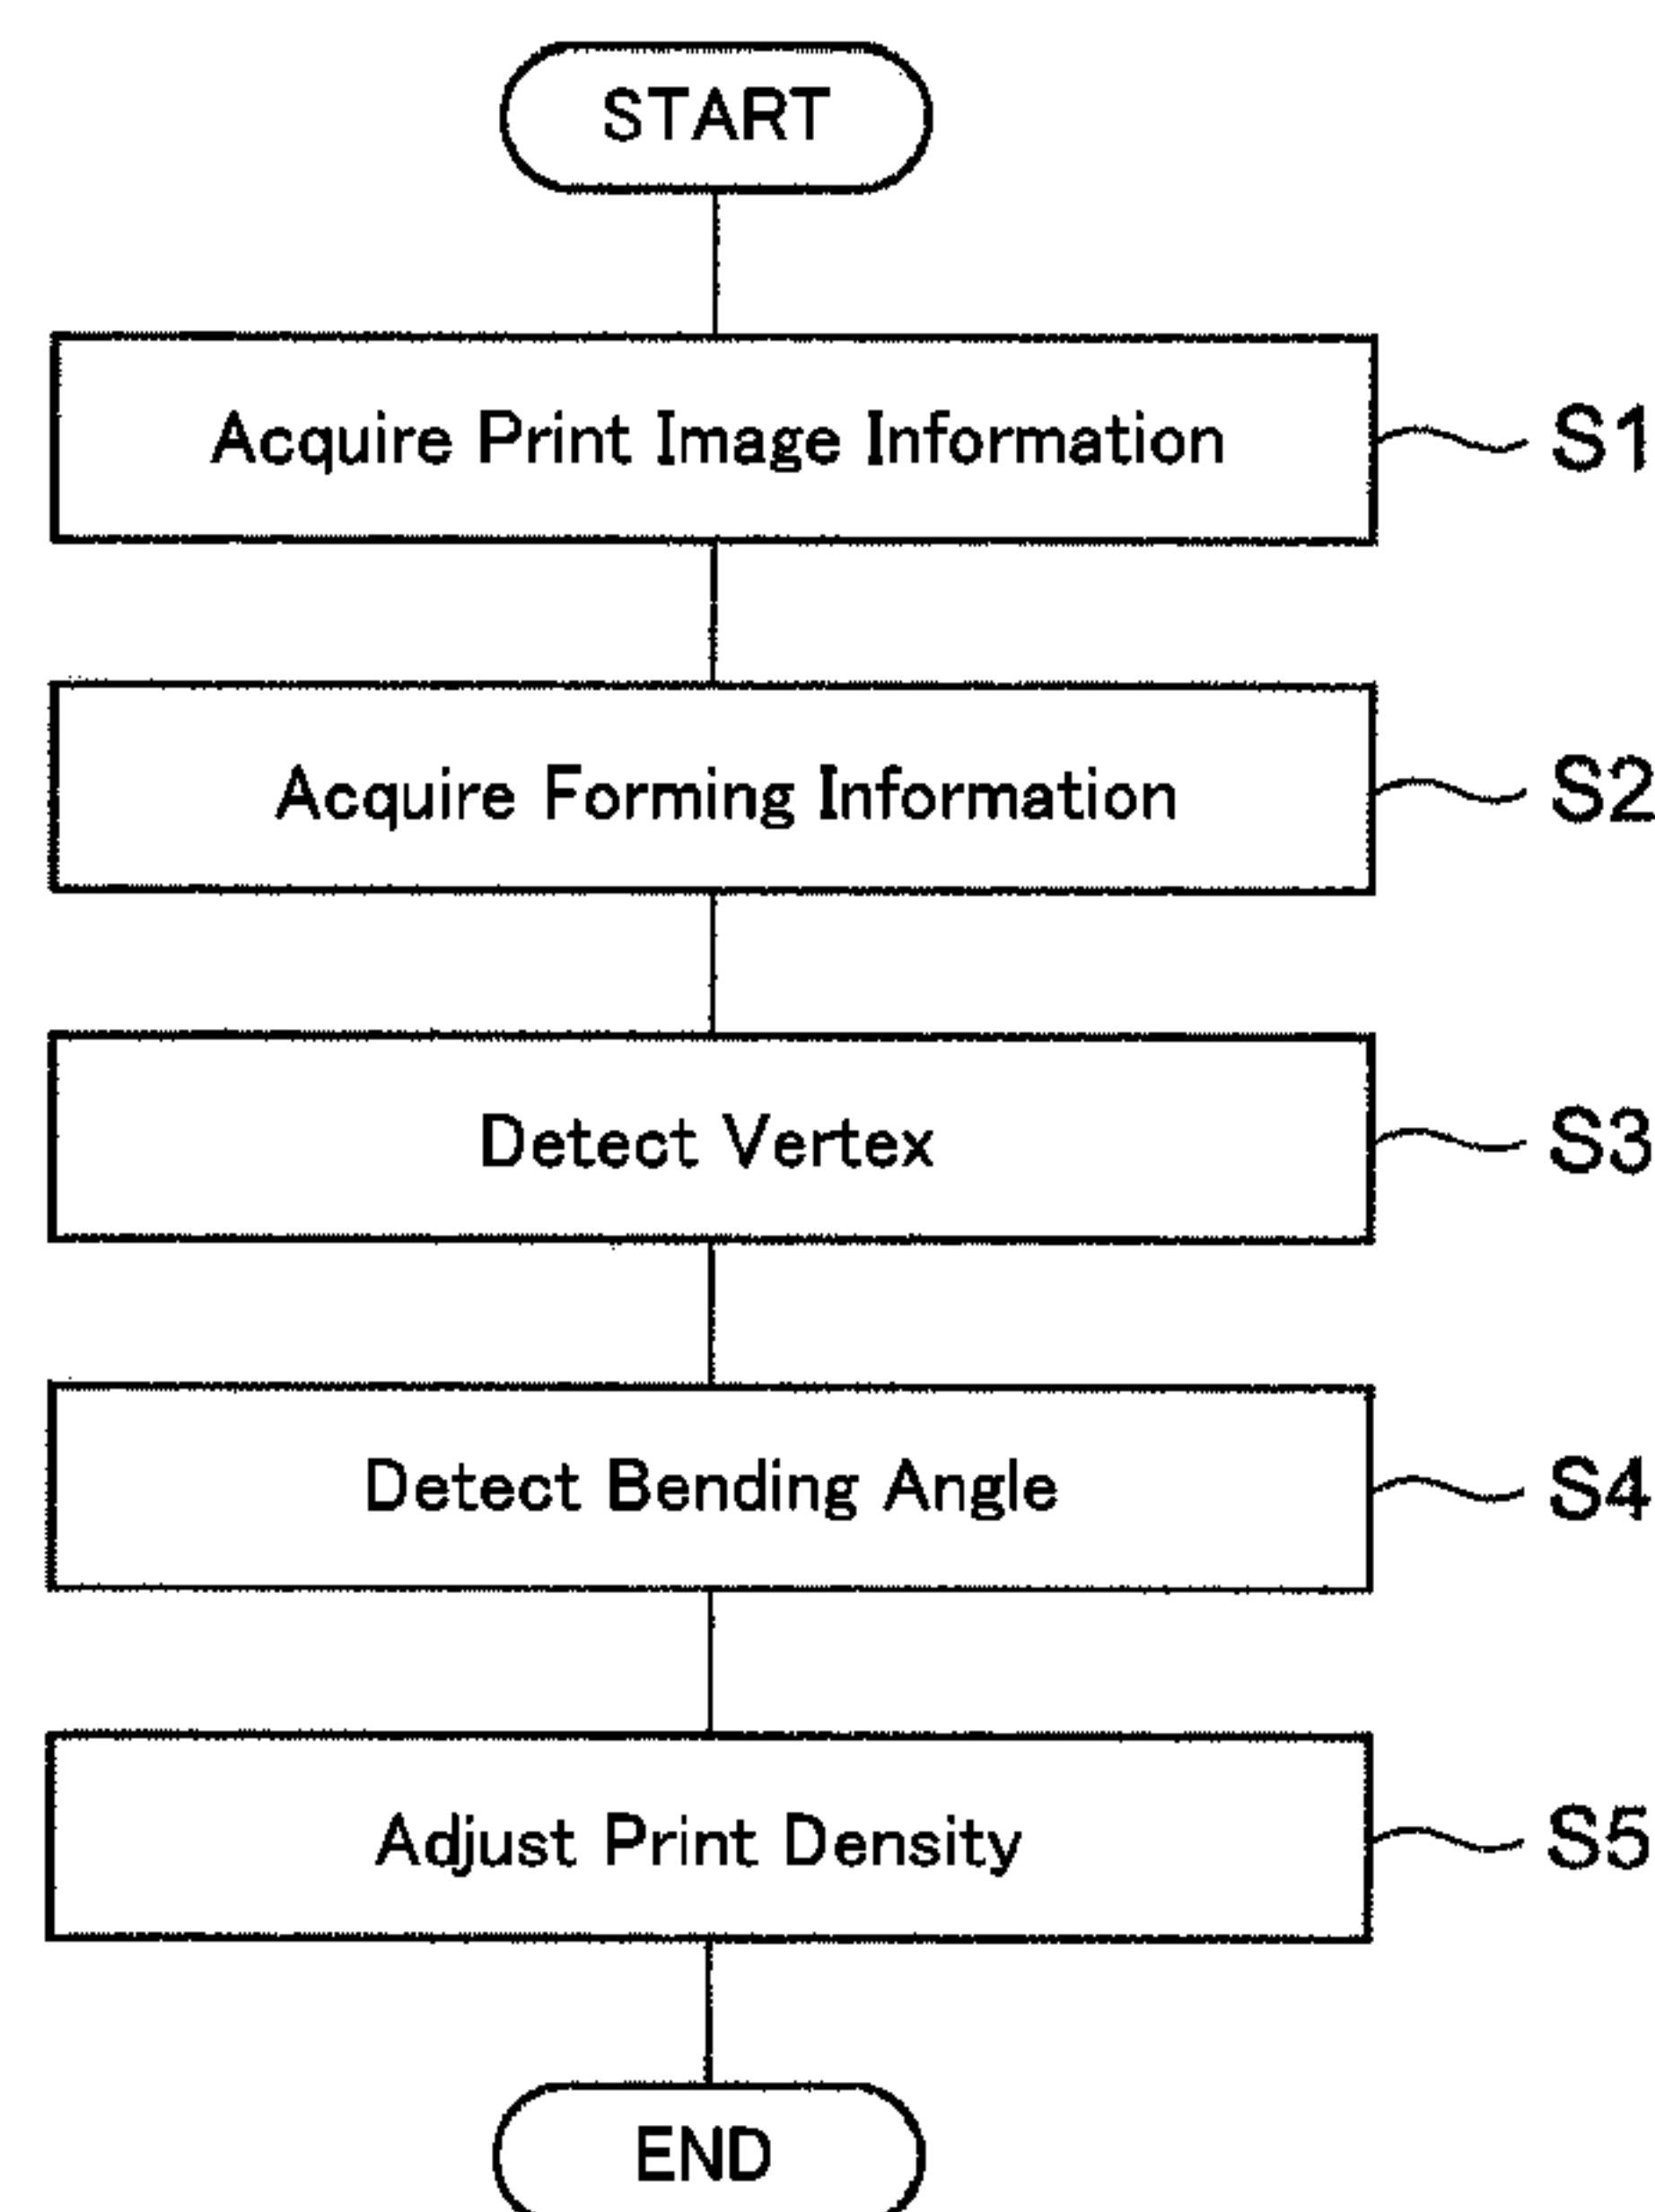 START
Acquire Print Image Information
S1
Acquire Forming Information
S2
Detect Vertex
S3
Detect Bending Angle
S4
Adjust Print Density
S5
END